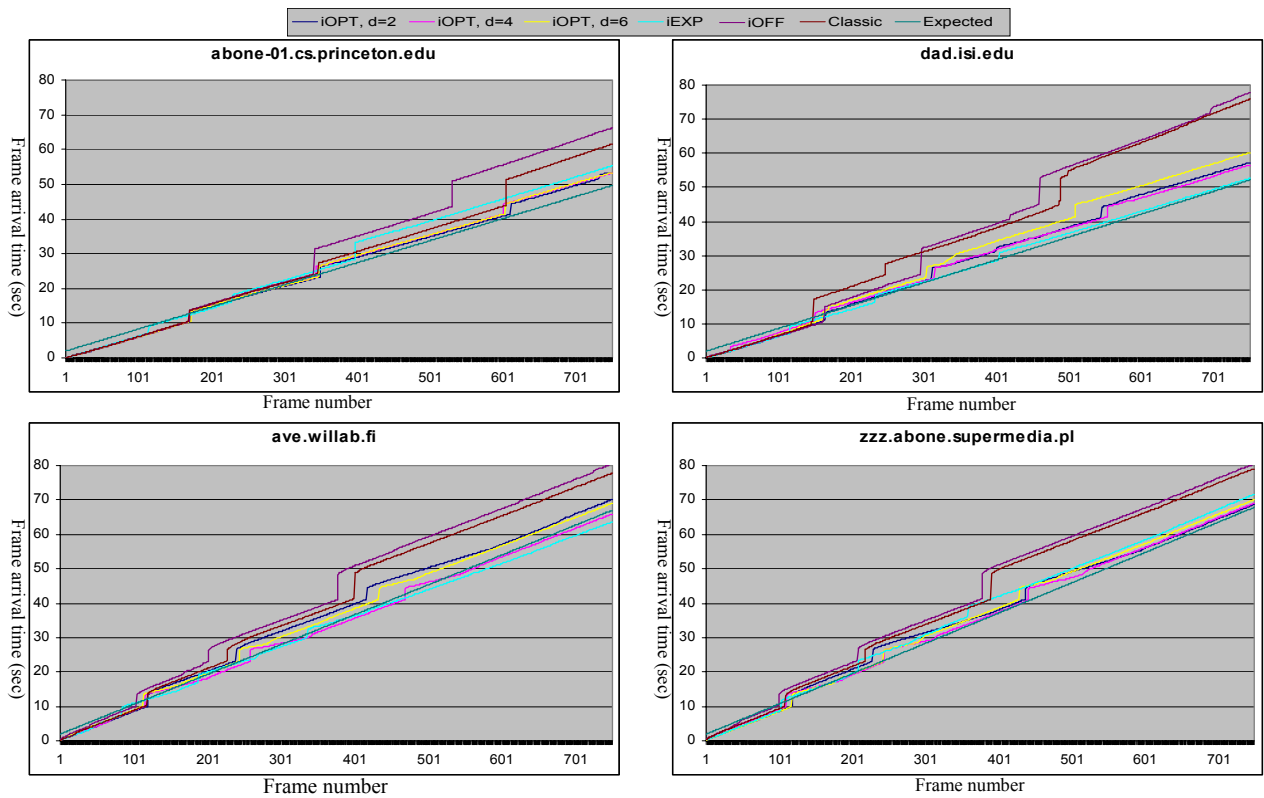 iOPT, d=2 iOPT, d=4 iOPT, d=6 iEXP iOFF Classic Expected
abone-01.cs.princeton.edu
Frame arrival time (sec)
80
70
60
50
40
30
20
10
0
1 101 201 301 401 501 601 701
Frame number
dad.isi.edu
Frame arrival time (sec)
80
70
60
50
40
30
20
10
0
1 101 201 301 401 501 601 701
Frame number
ave.willab.fi
Frame arrival time (sec)
80
70
60
50
40
30
20
10
0
1 101 201 301 401 501 601 701
Frame number
zzz.abone.supermedia.pl
Frame arrival time (sec)
80
70
60
50
40
30
20
10
0
1 101 201 301 401 501 601 701
Frame number